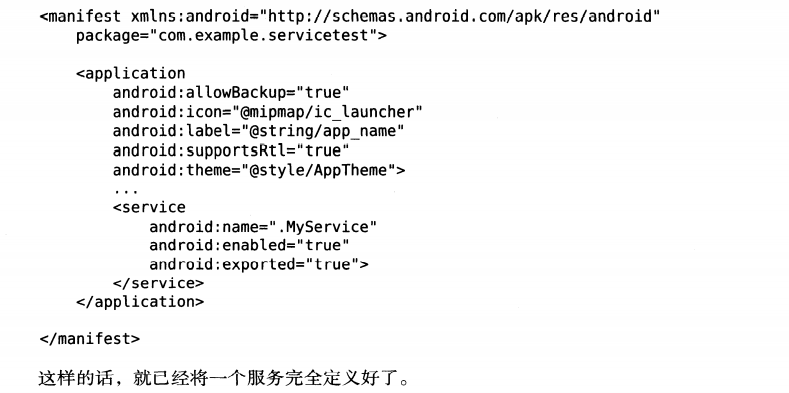 <manifest xmlns:android="http://schemas.android.com/apk/res/android"
    package="com.example.servicetest">

    <application
        android:allowBackup="true"
        android:icon="@mipmap/ic_launcher"
        android:label="@string/app_name"
        android:supportsRtl="true"
        android:theme="@style/AppTheme">
        ...
        <service
            android:name=".MyService"
            android:enabled="true"
            android:exported="true">
        </service>
    </application>

</manifest>
这样的话，就已经将一个服务完全定义好了。